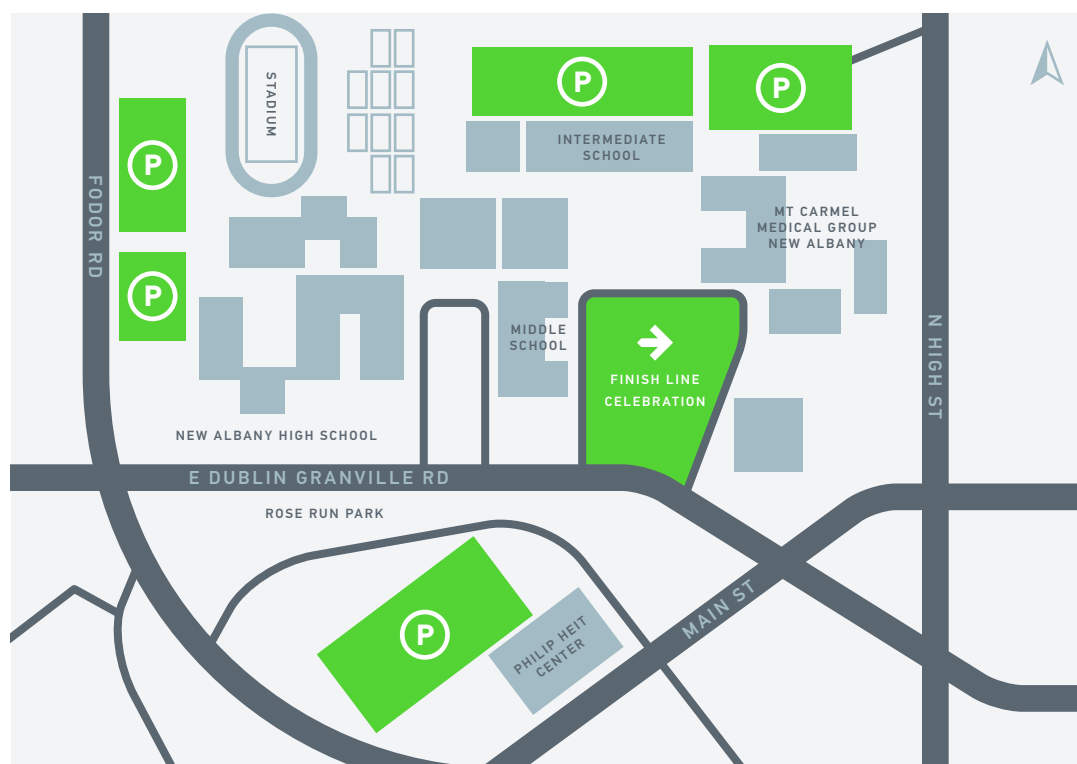 P
P
STADIUM
INTERMEDIATE
SCHOOL
P
FODOR RD
MT CARMEL
MEDICAL GROUP
NEW ALBANY
P
MIDDLE
SCHOOL
N HIGH ST
FINISH LINE
CELEBRATION
NEW ALBANY HIGH SCHOOL
E DUBLIN GRANVILLE RD
ROSE RUN PARK
MAIN ST
P
PHILIP HEIT
CENTER